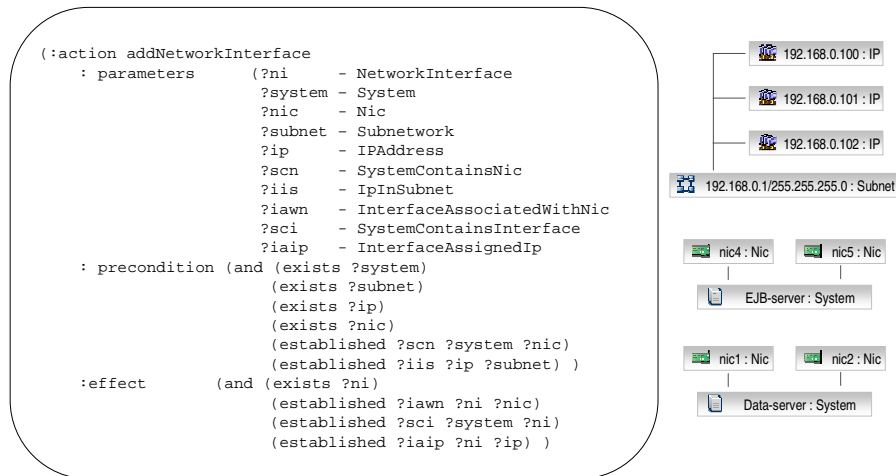 (:action addNetworkInterface
: parameters (?ni - NetworkInterface
?system - System
?nic - Nic
?subnet - Subnetwork
?ip - IPAddress
?scn - SystemContainsNic
?iis - IpInSubnet
?iawn - InterfaceAssociatedWithNic
?sci - SystemContainsInterface
?iaip - InterfaceAssignedIp
: precondition (and (exists ?system)
(exists ?subnet)
(exists ?ip)
(exists ?nic)
(established ?scn ?system ?nic)
(established ?iis ?ip ?subnet) )
:effect (and (exists ?ni)
(established ?iawn ?ni ?nic)
(established ?sci ?system ?ni)
(established ?iaip ?ni ?ip) )
192.168.0.100 : IP
192.168.0.101 : IP
192.168.0.102 : IP
192.168.0.1/255.255.255.0 : Subnet
nic4 : Nic
nic5 : Nic
EJB-server : System
nic1 : Nic
nic2 : Nic
Data-server : System